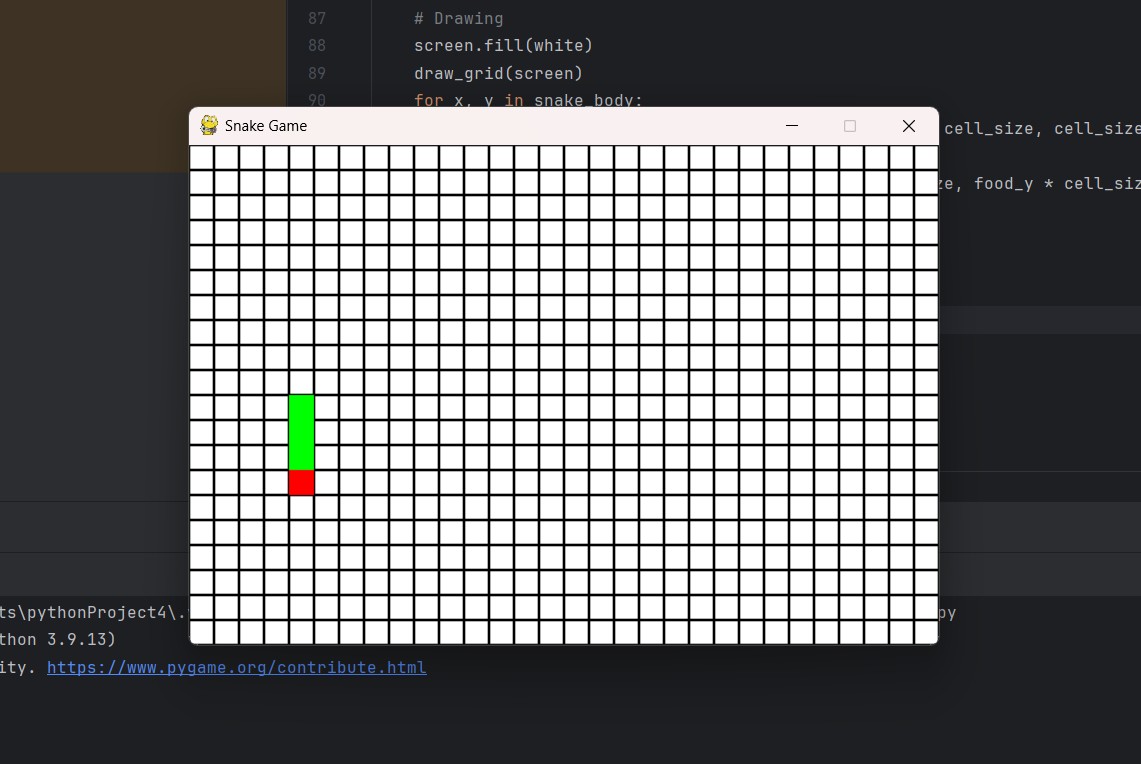 87 # Drawing
88 screen.fill(white)
89 draw_grid(screen)
90 for x, y in snake_body:
Snake Game
cell_size, cell_size
ze, food_y * cell_siz
ts\pythonProject4\.
py
thon 3.9.13)
ity. https://www.pygame.org/contribute.html